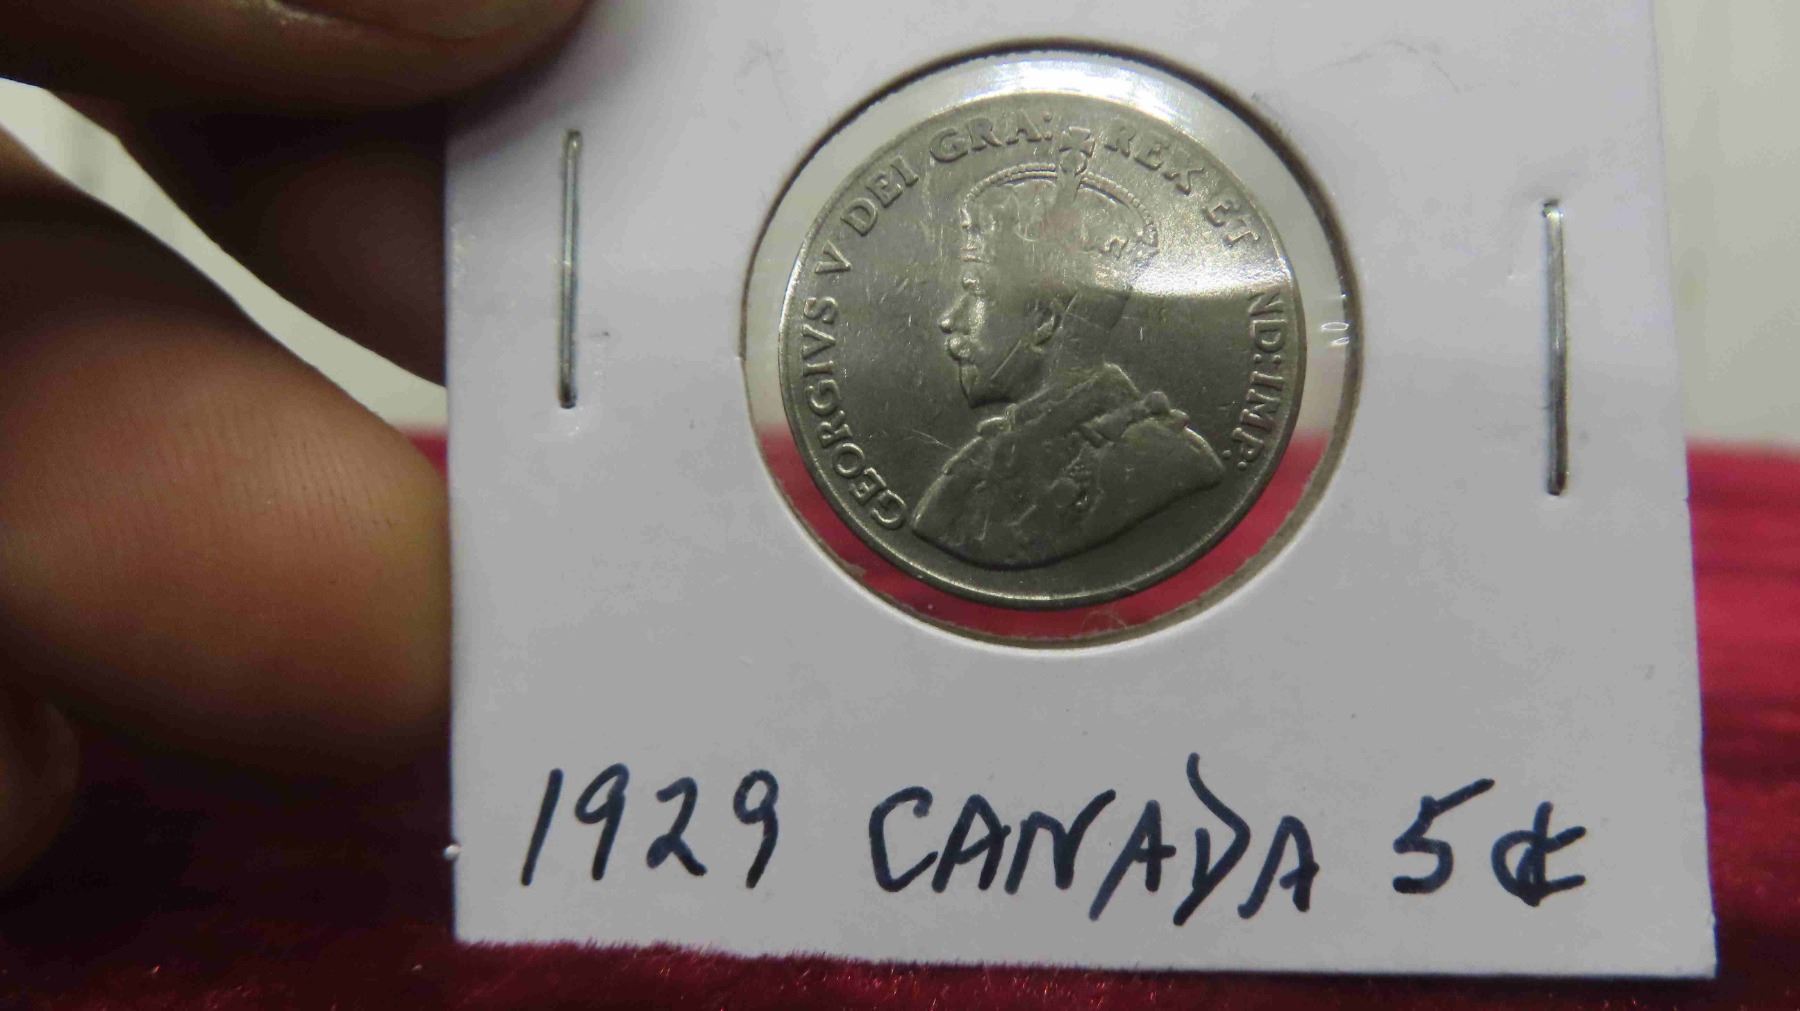 GEORGIVS V DEI GRA: REX ET IND:IMP:
1929 CANADA 5¢